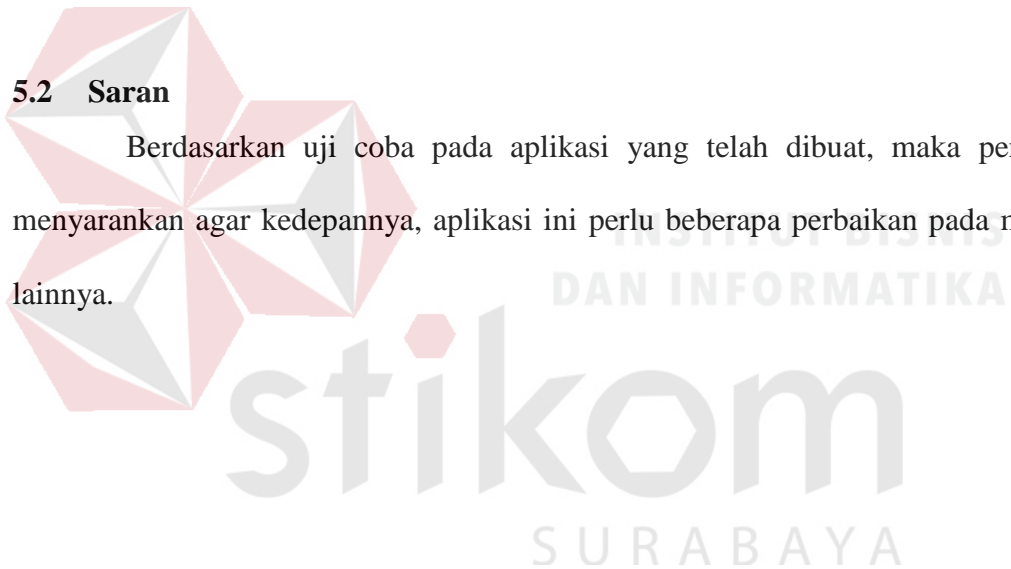 5.2 Saran
Berdasarkan uji coba pada aplikasi yang telah dibuat, maka
menyarankan agar kedepannya, aplikasi ini perlu beberapa perbaikan pada
lainnya.
INSTITUT BISNIS
DAN INFORMATIKA
stikom
SURABAYA